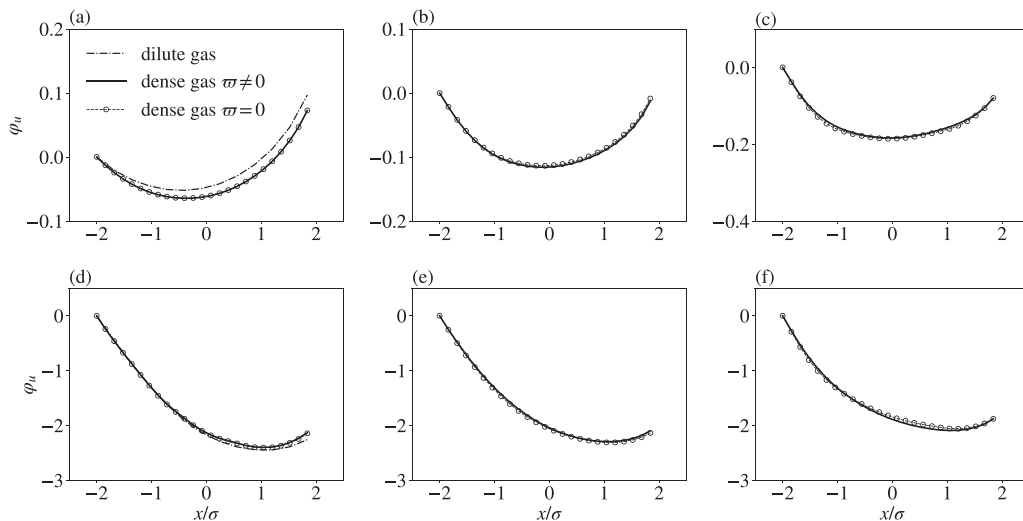 (a)
0.2
0.1
0.0
−0.1
φu
dilute gas
dense gas ϖ≠0
dense gas ϖ=0
−2 −1 0 1 2
(b)
0.1
0.0
−0.1
−0.2
−2 −1 0 1 2
(c)
0.0
−0.2
−0.4
−2 −1 0 1 2
(d)
0
−1
−2
−3
φu
−2 −1 0 1 2
x/σ
(e)
0
−1
−2
−3
−2 −1 0 1 2
x/σ
(f)
0
−1
−2
−3
−2 −1 0 1 2
x/σ